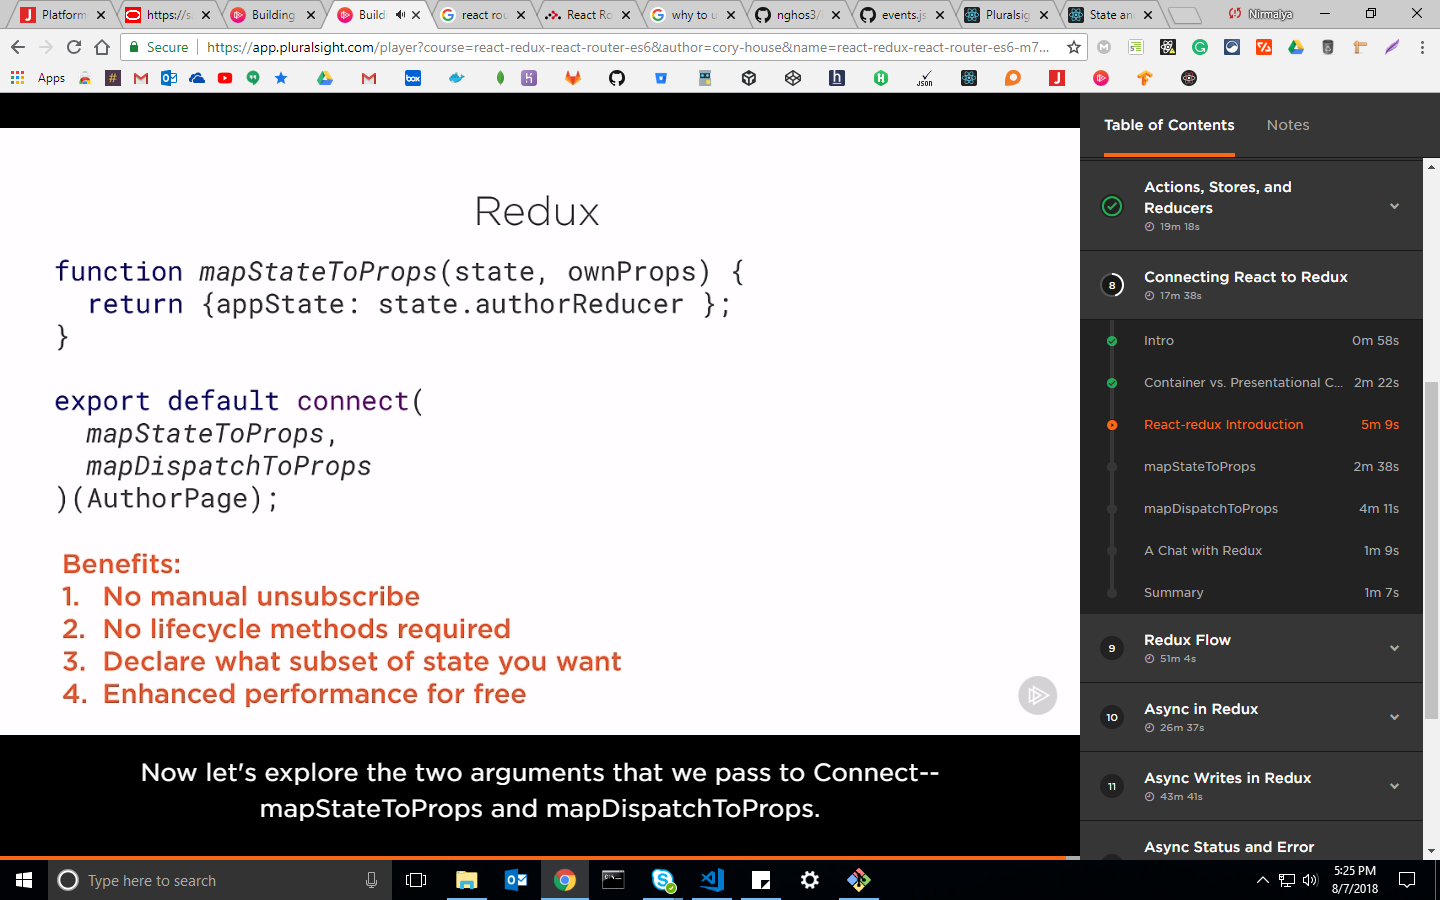 Platform
https://sa
Building
Buildi
react rou
React Ro
why to u
nghos3/
events.js
Pluralsig
State an
Nirmalya
Secure
https://app.pluralsight.com/player?course=react-redux-react-router-es6&author=cory-house&name=react-redux-react-router-es6-m7...
Apps
Table of Contents
Notes
Redux
function mapStateToProps(state, ownProps) {
return {appState: state.authorReducer };
}
export default connect(
mapStateToProps,
mapDispatchToProps
)(AuthorPage);
Benefits:
1. No manual unsubscribe
2. No lifecycle methods required
3. Declare what subset of state you want
4. Enhanced performance for free
Now let's explore the two arguments that we pass to Connect--
mapStateToProps and mapDispatchToProps.
Actions, Stores, and
Reducers
19m 18s
8
Connecting React to Redux
17m 38s
Intro 0m 58s
Container vs. Presentational C... 2m 22s
React-redux Introduction 5m 9s
mapStateToProps 2m 38s
mapDispatchToProps 4m 11s
A Chat with Redux 1m 9s
Summary 1m 7s
9
Redux Flow
51m 4s
10
Async in Redux
26m 37s
11
Async Writes in Redux
43m 41s
Async Status and Error
Type here to search
5:25 PM
8/7/2018